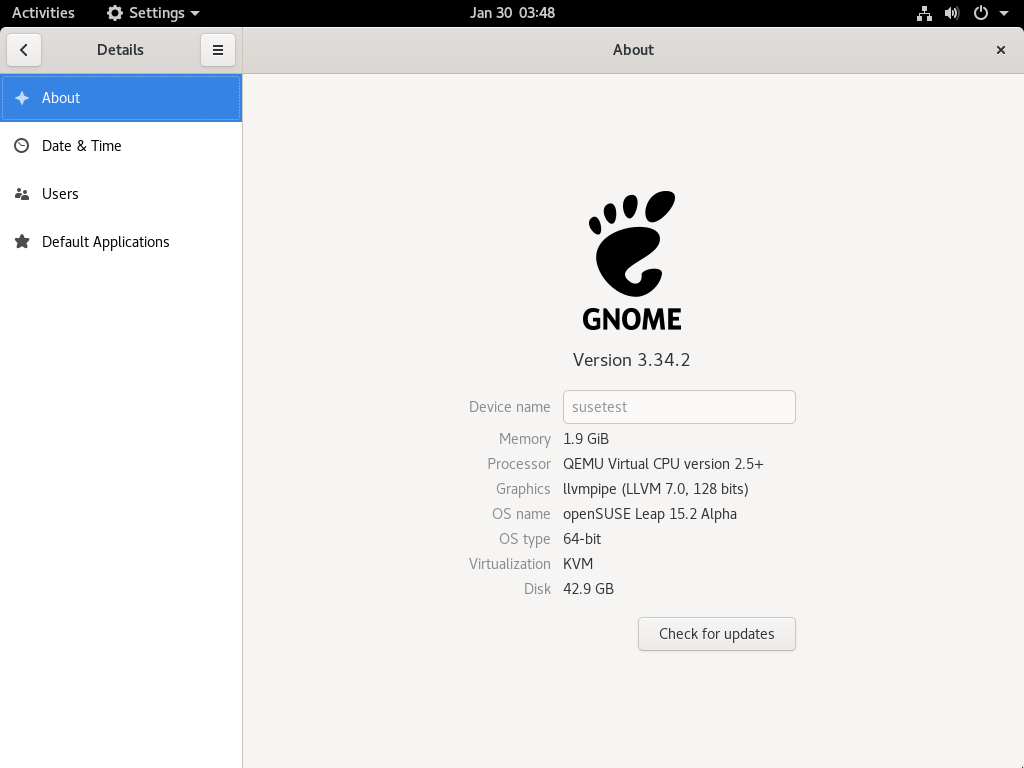 Activities Settings Jan 30 03:48
Details About
About
Date & Time
Users
Default Applications
GNOME
Version 3.34.2
Device name susetest
Memory 1.9 GiB
Processor QEMU Virtual CPU version 2.5+
Graphics llvmpipe (LLVM 7.0, 128 bits)
OS name openSUSE Leap 15.2 Alpha
OS type 64-bit
Virtualization KVM
Disk 42.9 GB
Check for updates